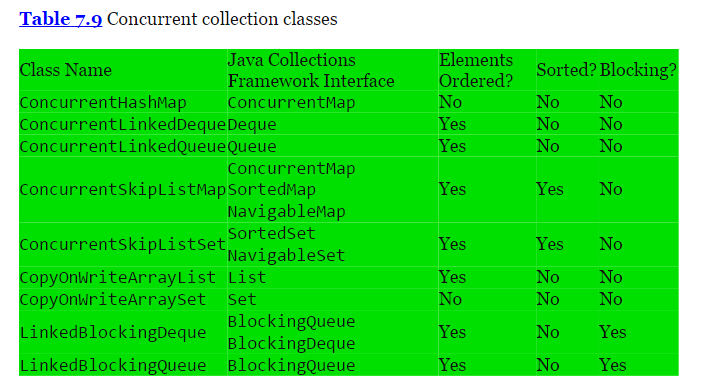 Table 7.9 Concurrent collection classes
Class Name Java Collections Framework Interface Elements Ordered? Sorted? Blocking?
ConcurrentHashMap ConcurrentMap No No No
ConcurrentLinkedDeque Deque Yes No No
ConcurrentLinkedQueue Queue Yes No No
ConcurrentSkipListMap ConcurrentMap SortedMap NavigableMap Yes Yes No
ConcurrentSkipListSet SortedSet NavigableSet Yes Yes No
CopyOnWriteArrayList List Yes No No
CopyOnWriteArraySet Set No No No
LinkedBlockingDeque BlockingQueue BlockingDeque Yes No Yes
LinkedBlockingQueue BlockingQueue Yes No Yes